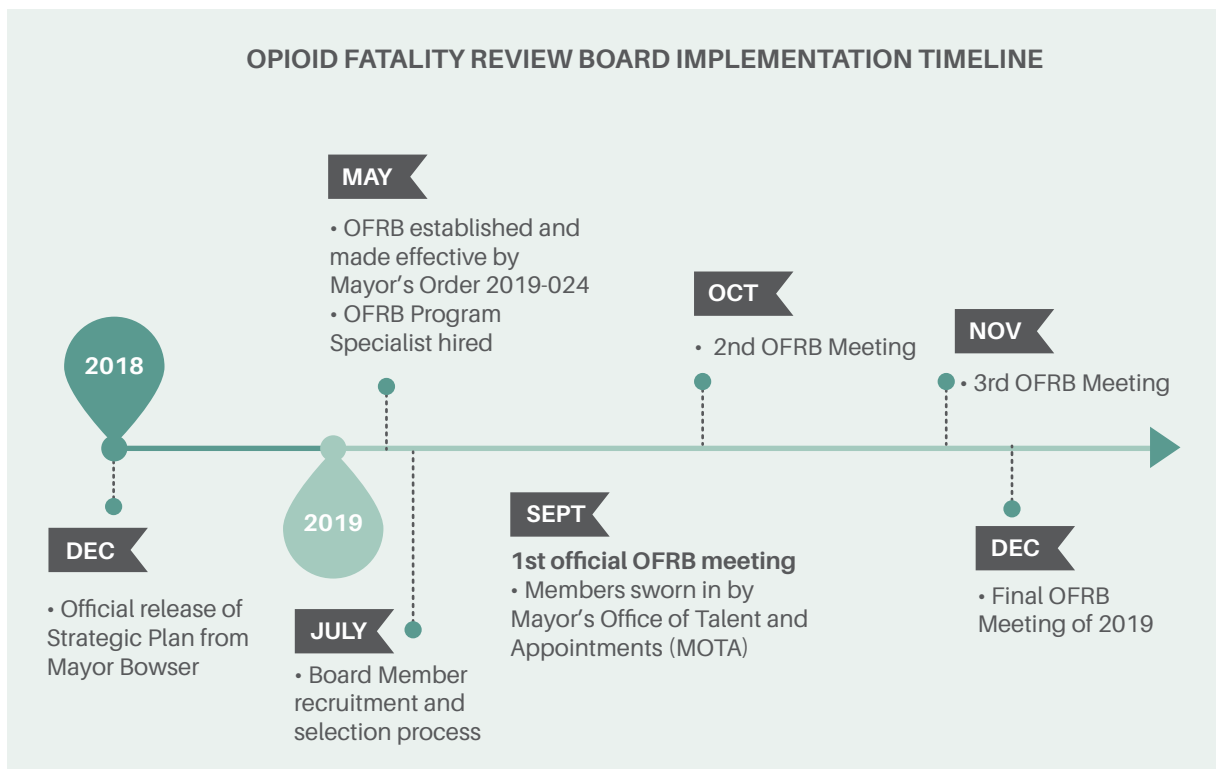 OPIOID FATALITY REVIEW BOARD IMPLEMENTATION TIMELINE
2018
DEC
• Official release of
Strategic Plan from
Mayor Bowser
2019
MAY
• OFRB established and
made effective by
Mayor’s Order 2019-024
• OFRB Program
Specialist hired
JULY
• Board Member
recruitment and
selection process
SEPT
1st official OFRB meeting
• Members sworn in by
Mayor’s Office of Talent and
Appointments (MOTA)
OCT
• 2nd OFRB Meeting
NOV
• 3rd OFRB Meeting
DEC
• Final OFRB
Meeting of 2019